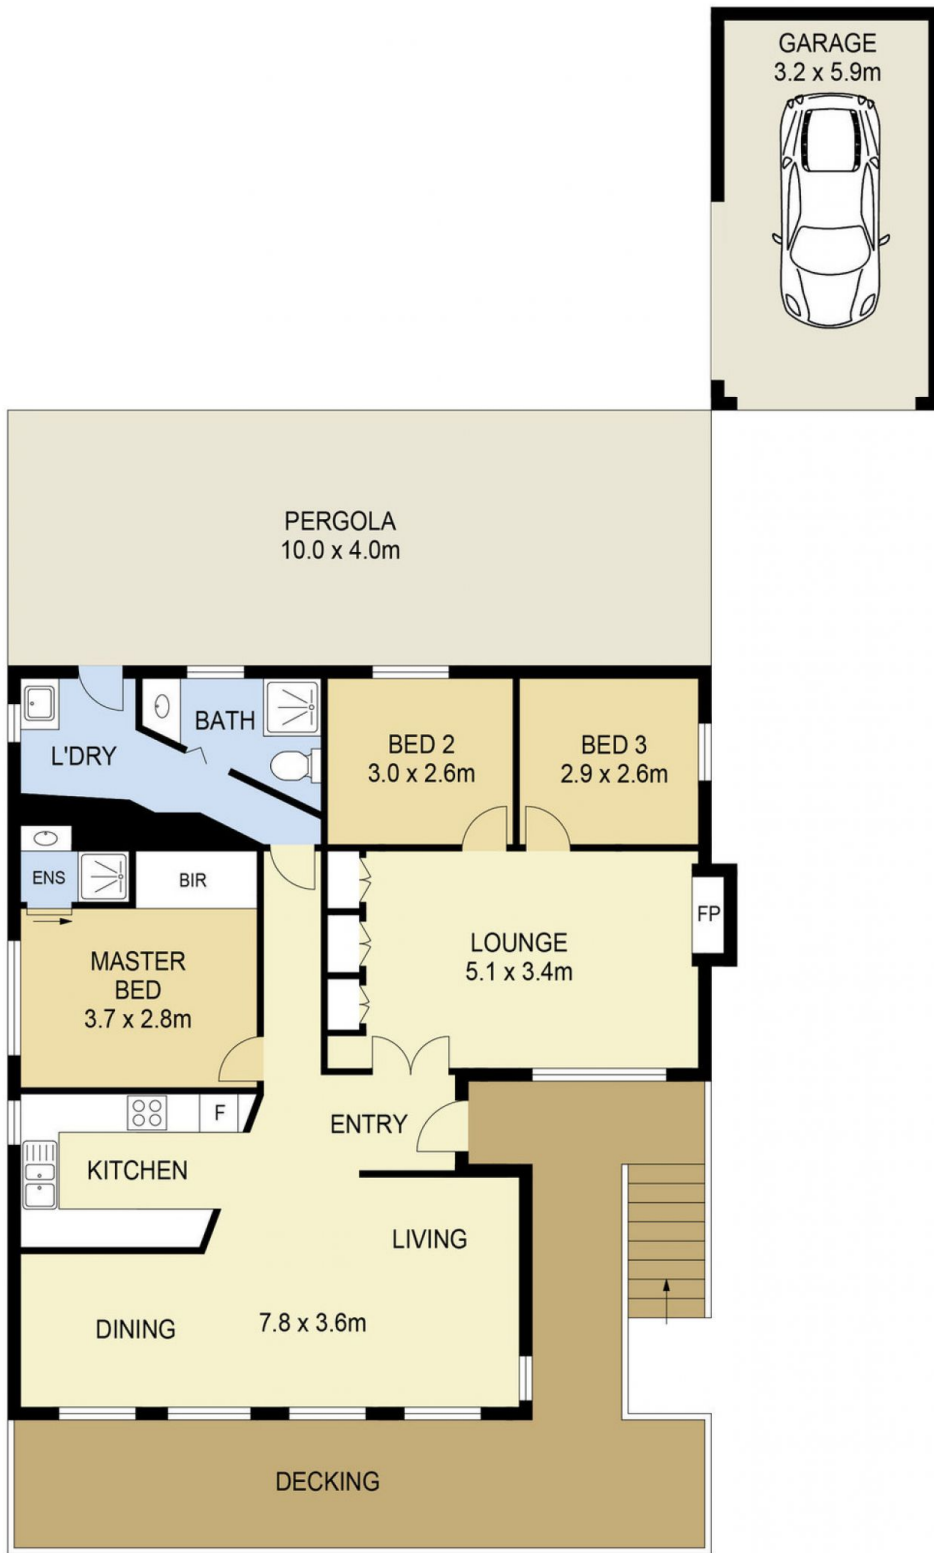 GARAGE
3.2 x 5.9m
PERGOLA
10.0 x 4.0m
BATH
L'DRY
BED 2
3.0 x 2.6m
BED 3
2.9 x 2.6m
ENS
BIR
FP
LOUNGE
5.1 x 3.4m
MASTER
BED
3.7 x 2.8m
F
ENTRY
KITCHEN
LIVING
DINING
7.8 x 3.6m
DECKING